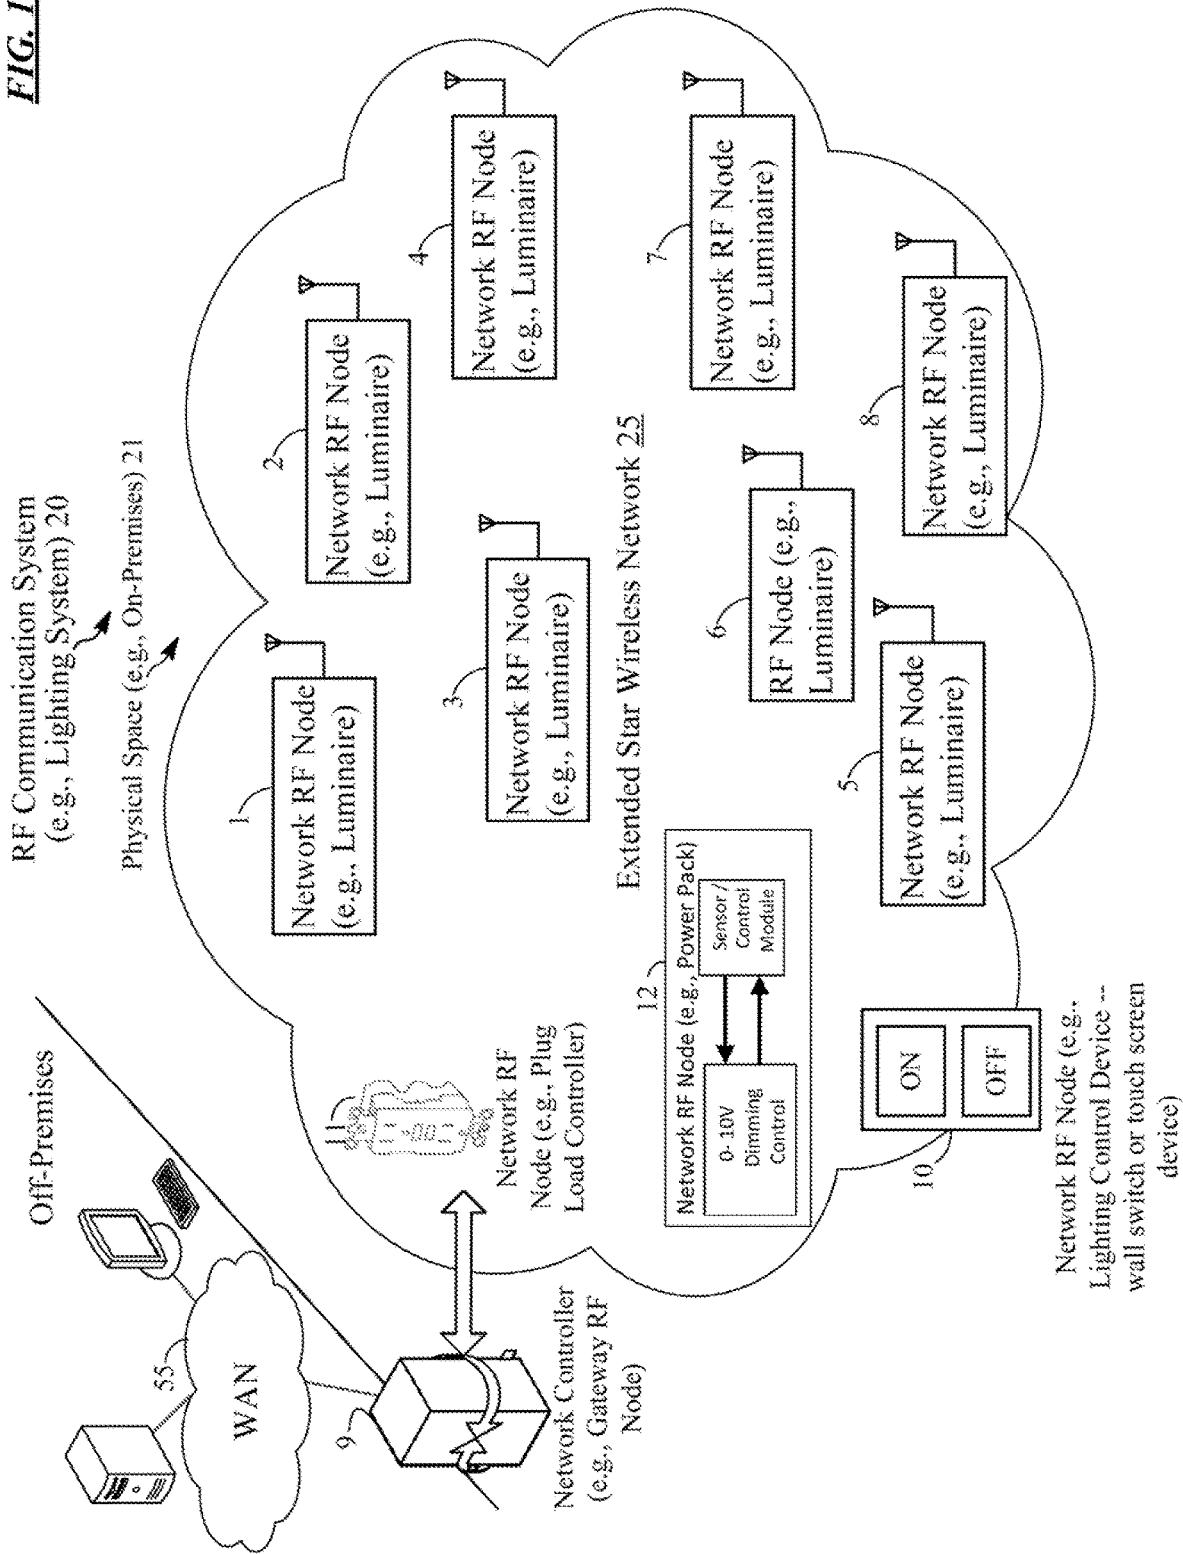 FIG. 1
RF Communication System
(e.g., Lighting System) 20
Physical Space (e.g., On-Premises) 21
Off-Premises
55
WAN
9
Network Controller
(e.g., Gateway RF
Node)
11
Network RF
Node (e.g., Plug
Load Controller)
1
Network RF Node
(e.g., Luminaire)
2
Network RF Node
(e.g., Luminaire)
3
Network RF Node
(e.g., Luminaire)
4
Network RF Node
(e.g., Luminaire)
Extended Star Wireless Network 25
12
Network RF Node (e.g., Power Pack)
0-10V
Dimming
Control
Sensor /
Control
Module
5
Network RF Node
(e.g., Luminaire)
6
RF Node (e.g.,
Luminaire)
7
Network RF Node
(e.g., Luminaire)
8
Network RF Node
(e.g., Luminaire)
10
ON
OFF
Network RF Node (e.g.,
Lighting Control Device --
wall switch or touch screen
device)